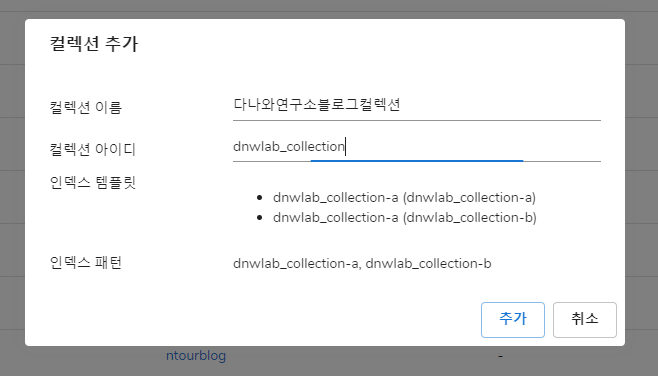 컬렉션 추가
컬렉션 이름 다나와연구소블로그컬렉션
컬렉션 아이디 dnwlab_collection
인덱스 템플릿
• dnwlab_collection-a (dnwlab_collection-a)
• dnwlab_collection-a (dnwlab_collection-b)
인덱스 패턴 dnwlab_collection-a, dnwlab_collection-b
추가 취소
ntourblog -